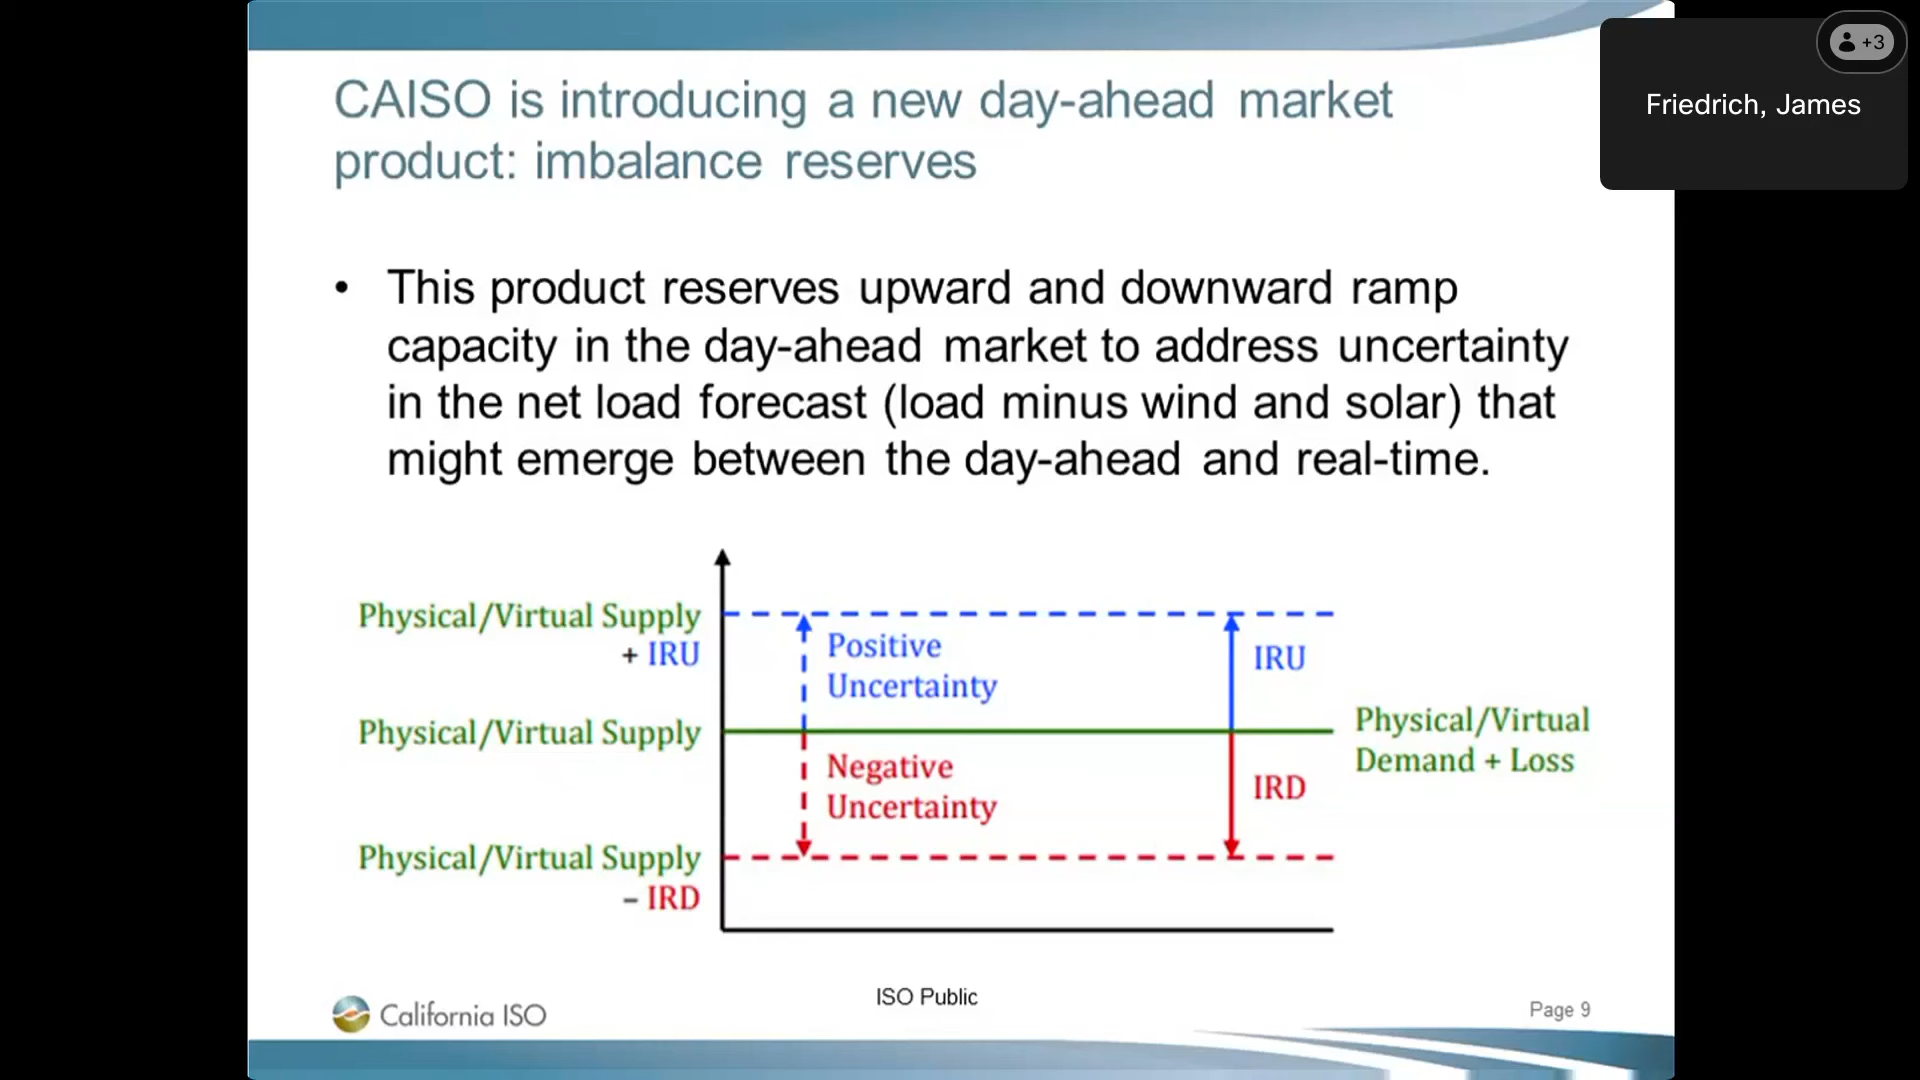 CAISO is introducing a new day-ahead market
product: imbalance reserves
+3
Friedrich, James
• This product reserves upward and downward ramp
capacity in the day-ahead market to address uncertainty
in the net load forecast (load minus wind and solar) that
might emerge between the day-ahead and real-time.
Physical/Virtual Supply
+ IRU
Positive
Uncertainty
IRU
Physical/Virtual Supply
Physical/Virtual
Demand + Loss
Negative
Uncertainty
IRD
Physical/Virtual Supply
– IRD
California ISO
ISO Public
Page 9